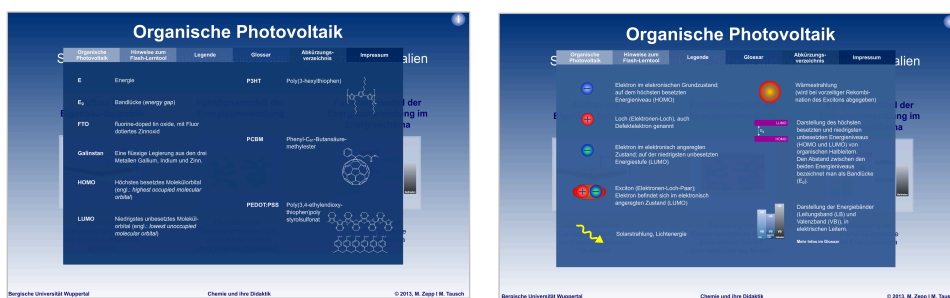 Organische Photovoltaik
Organische Photovoltaik
Hinweise zum Flash-Lerntool
Legende
Glossar
Abkürzungs-
verzeichnis
Impressum
S
alien
E
Energie
Eg
Bandlücke (energy gap)
FTO
fluorine-doped tin oxide, mit Fluor
dotiertes Zinnoxid
Galinstan
Eine flüssige Legierung aus den drei
Metallen Gallium, Indium und Zinn.
HOMO
Höchstes besetztes Molekülorbital
(engl.: highest occupied molecular
orbital)
LUMO
Niedrigstes unbesetztes Molekül-
orbital (engl.: lowest unoccupied
molecular orbital)
P3HT
Poly(3-hexylthiophen)
PCBM
Phenyl-C61-Butansäure-
methylester
PEDOT:PSS
Poly(3,4-ethylendioxy-
thiophen)poly
styrolsulfonat
Bergische Universität Wuppertal
Chemie und ihre Didaktik
© 2013, M. Zepp I M. Tausch
Organische Photovoltaik
Organische Photovoltaik
Hinweise zum Flash-Lerntool
Legende
Glossar
Abkürzungs-
verzeichnis
Impressum
S
alien
Elektron im elektronischen Grundzustand,
auf dem höchsten besetzten
Energieniveau (HOMO)
Loch (Elektronen-Loch), auch
Defektelektron genannt
Elektron im elektronisch angeregten
Zustand; auf der niedrigsten unbesetzten
Energiestufe (LUMO)
Exciton (Elektronen-Loch-Paar);
Elektron befindet sich im elektronisch
angeregten Zustand (LUMO)
Solarstrahlung, Lichtenergie
Wärmestrahlung
(wird bei vorzeitiger Rekombi-
nation des Excitons abgegeben)
LUMO
Eg
HOMO
Darstellung des höchsten
besetzten und niedrigsten
unbesetzten Energieniveaus
(HOMO und LUMO) von
organischen Halbleitern.
Den Abstand zwischen den
beiden Energieniveaus
bezeichnet man als Bandlücke
(Eg).
Darstellung der Energiebänder
(Leitungsband (LB) und
Valenzband (VB)), in
elektrischen Leitern.
Mehr Infos im Glossar
Bergische Universität Wuppertal
Chemie und ihre Didaktik
© 2013, M. Zepp I M. Tausch